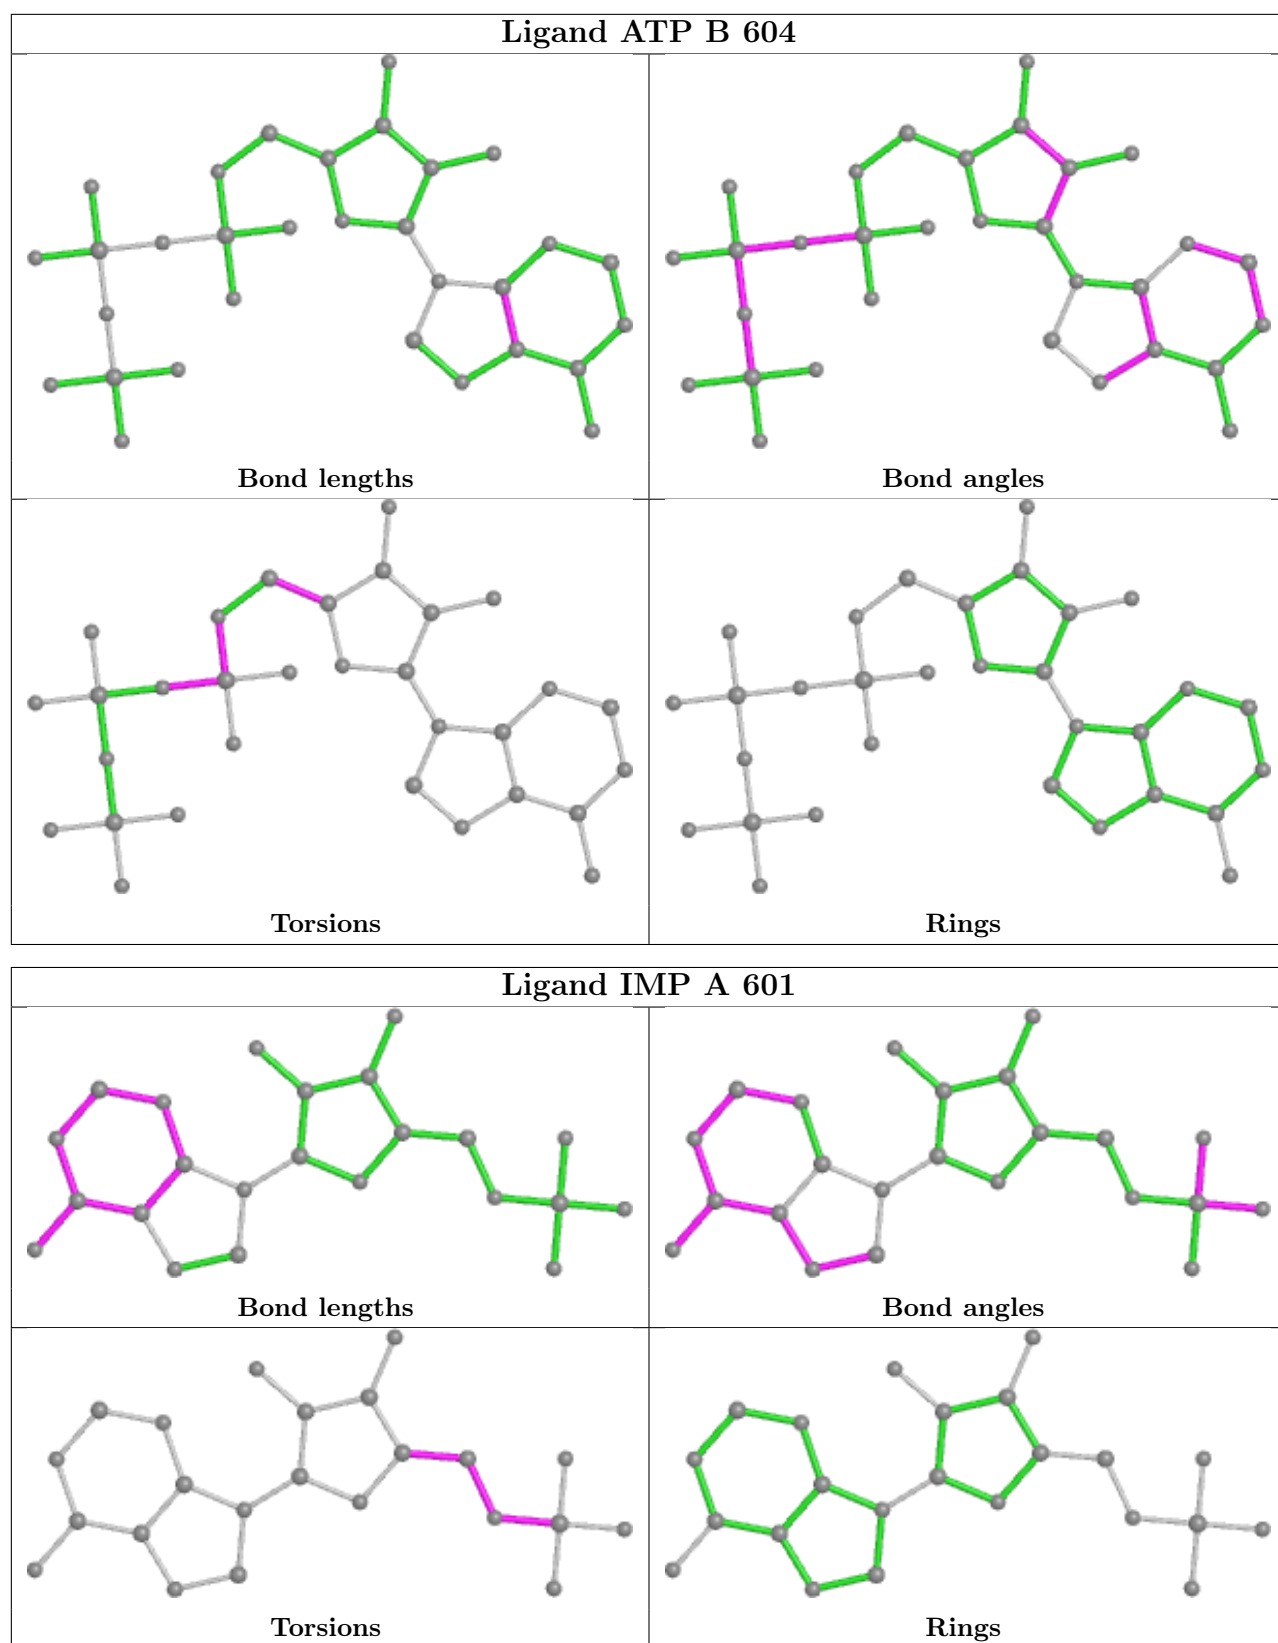 Ligand ATP B 604
Bond lengths
Bond angles
Torsions
Rings
Ligand IMP A 601
Bond lengths
Bond angles
Torsions
Rings